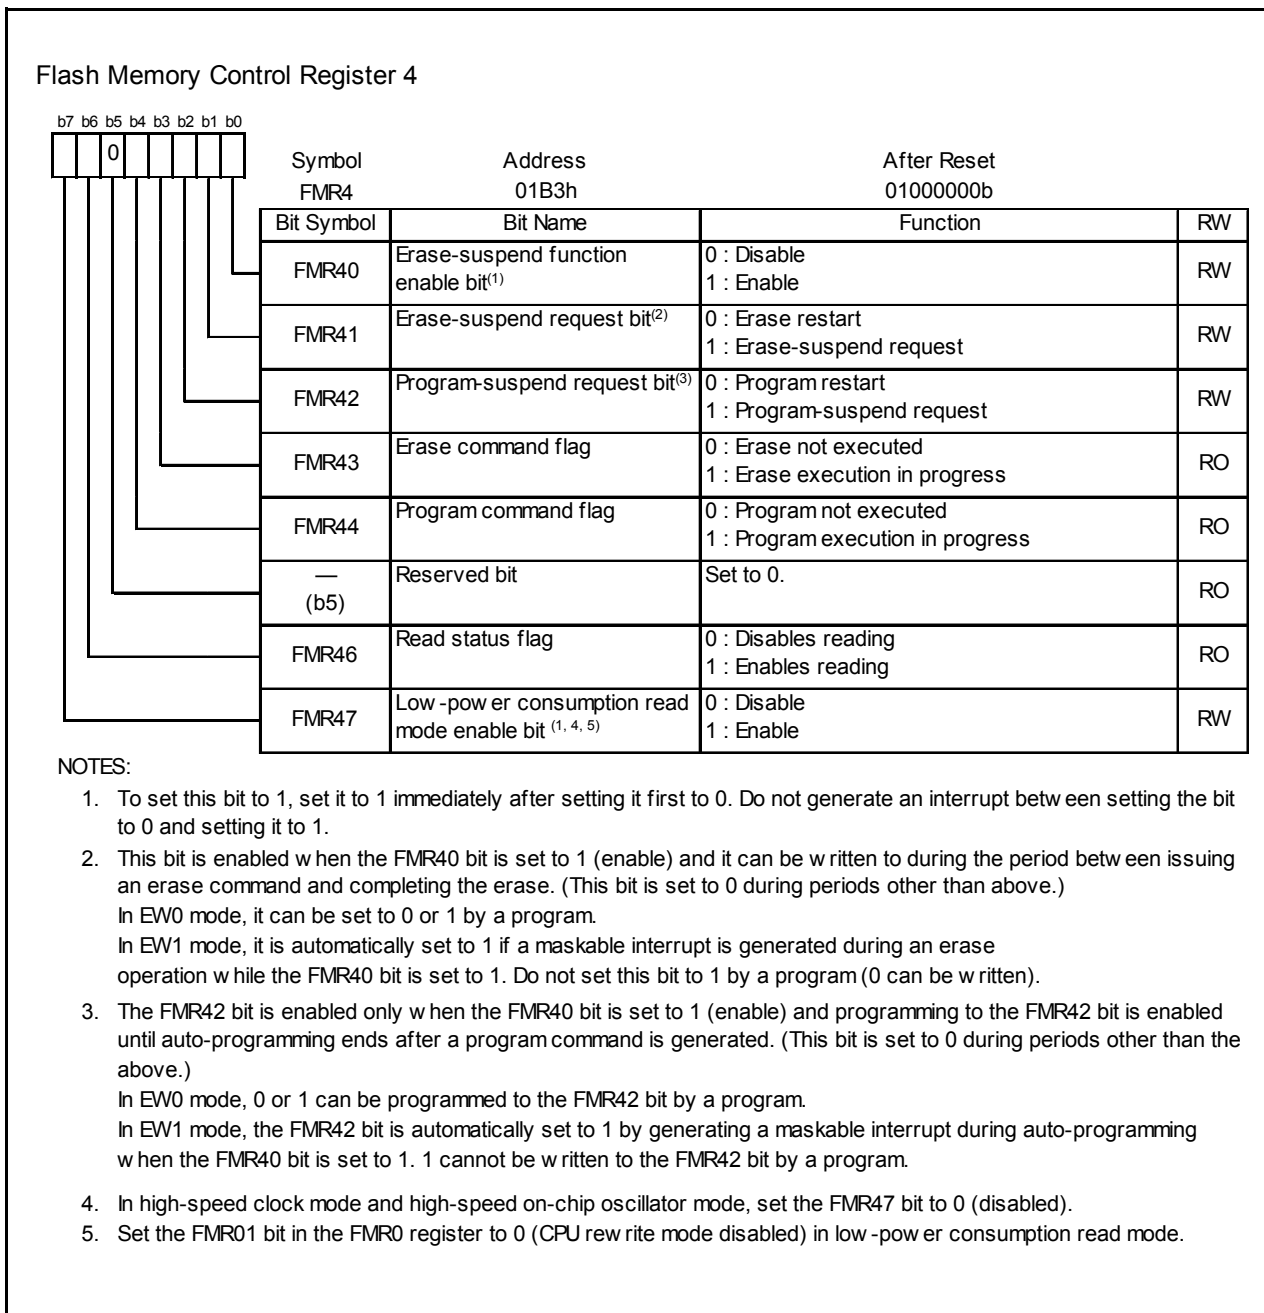 Flash Memory Control Register 4
b7 b6 b5 b4 b3 b2 b1 b0
0
Symbol Address After Reset
FMR4 01B3h 01000000b
Bit Symbol Bit Name Function RW
FMR40 Erase-suspend function enable bit(1) 0 : Disable RW
1 : Enable
FMR41 Erase-suspend request bit(2) 0 : Erase restart RW
1 : Erase-suspend request
FMR42 Program-suspend request bit(3) 0 : Program restart RW
1 : Program-suspend request
FMR43 Erase command flag 0 : Erase not executed RO
1 : Erase execution in progress
FMR44 Program command flag 0 : Program not executed RO
1 : Program execution in progress
— (b5) Reserved bit Set to 0. RO
FMR46 Read status flag 0 : Disables reading RO
1 : Enables reading
FMR47 Low-power consumption read mode enable bit (1, 4, 5) 0 : Disable RW
1 : Enable
NOTES:
1. To set this bit to 1, set it to 1 immediately after setting it first to 0. Do not generate an interrupt between setting the bit
to 0 and setting it to 1.
2. This bit is enabled when the FMR40 bit is set to 1 (enable) and it can be written to during the period between issuing
an erase command and completing the erase. (This bit is set to 0 during periods other than above.)
In EW0 mode, it can be set to 0 or 1 by a program.
In EW1 mode, it is automatically set to 1 if a maskable interrupt is generated during an erase
operation while the FMR40 bit is set to 1. Do not set this bit to 1 by a program (0 can be written).
3. The FMR42 bit is enabled only when the FMR40 bit is set to 1 (enable) and programming to the FMR42 bit is enabled
until auto-programming ends after a program command is generated. (This bit is set to 0 during periods other than the
above.)
In EW0 mode, 0 or 1 can be programmed to the FMR42 bit by a program.
In EW1 mode, the FMR42 bit is automatically set to 1 by generating a maskable interrupt during auto-programming
when the FMR40 bit is set to 1. 1 cannot be written to the FMR42 bit by a program.
4. In high-speed clock mode and high-speed on-chip oscillator mode, set the FMR47 bit to 0 (disabled).
5. Set the FMR01 bit in the FMR0 register to 0 (CPU rewrite mode disabled) in low-power consumption read mode.